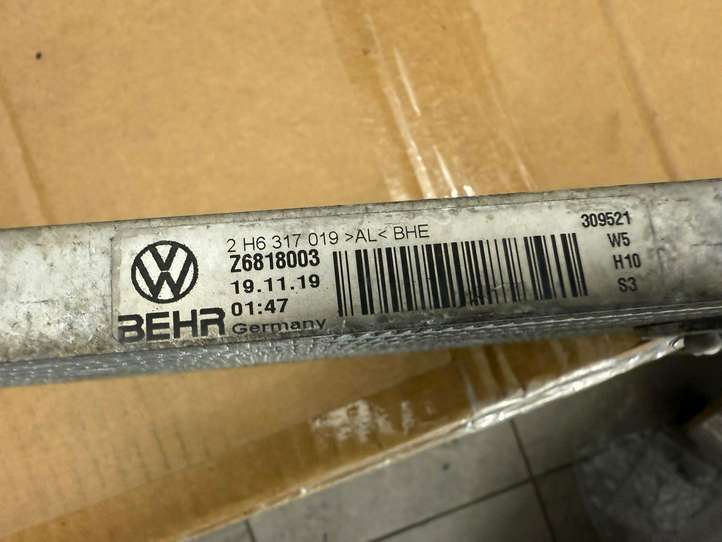 2 H6 317 019 >AL< BHE
Z6818003
19.11.19
01:47
BEHR Germany
309521
W5
H10
S3